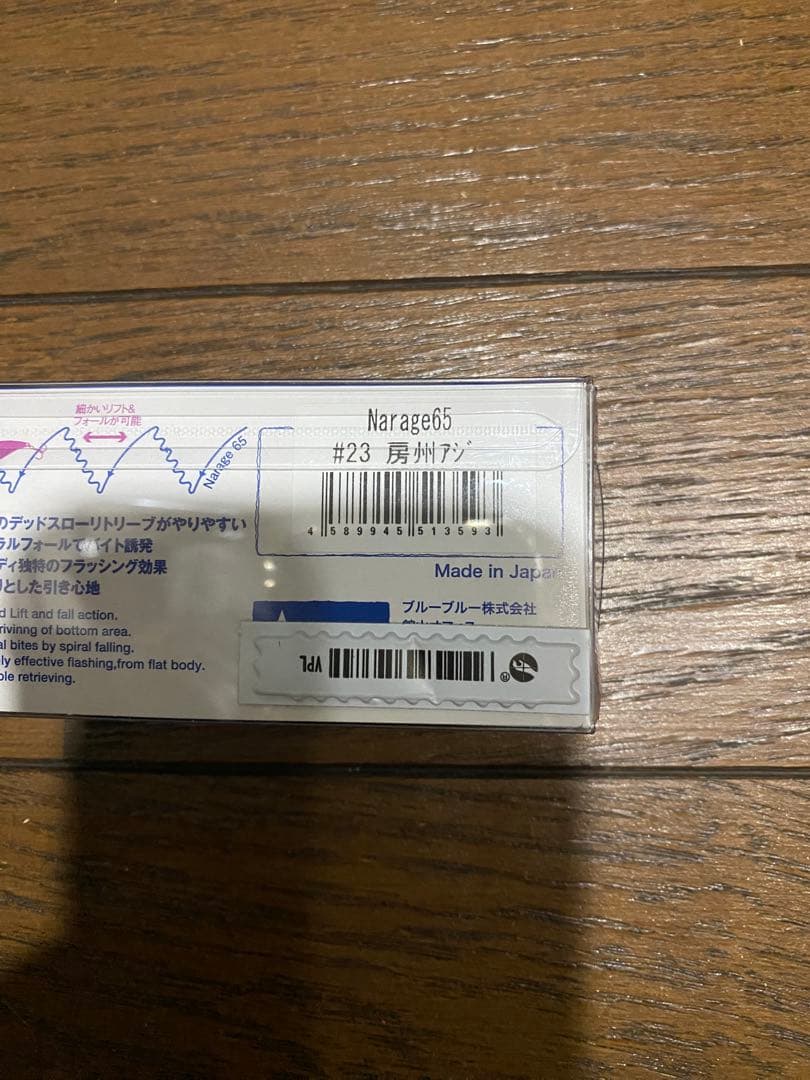 細かいリフト&
フォールが可能
Narage 65
Narage65
#23 房州アジ
4 589945 513593
のデッドスローリトリーブがやりやすい
ラルフォールでバイト誘発
ディ独特のフラッシング効果
とした引き心地
Made in Japan
d Lift and fall action.
rivinng of bottom area.
al bites by spiral falling.
ly effective flashing,from flat body.
ble retrieving.
ブルーブルー株式会社
VPL
®